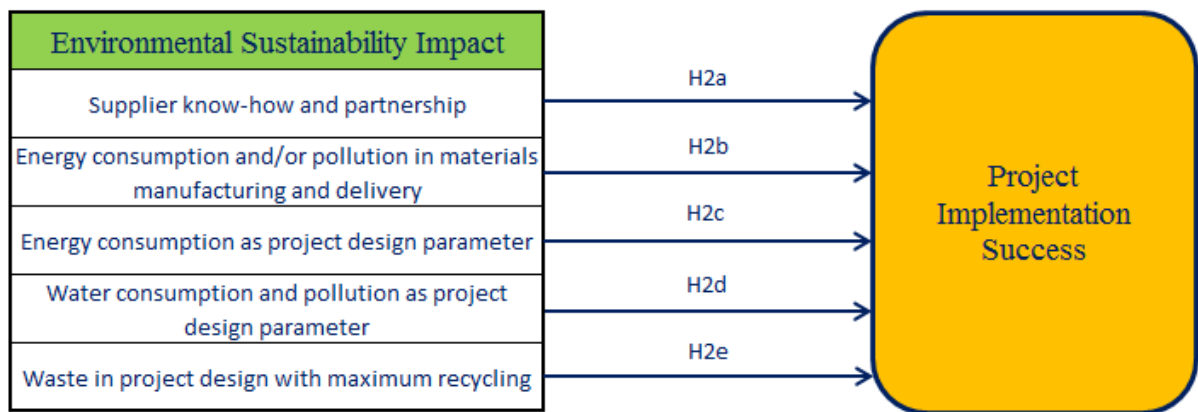 Environmental Sustainability Impact
Supplier know-how and partnership
Energy consumption and/or pollution in materials
manufacturing and delivery
Energy consumption as project design parameter
Water consumption and pollution as project
design parameter
Waste in project design with maximum recycling
H2a
H2b
H2c
H2d
H2e
Project
Implementation
Success